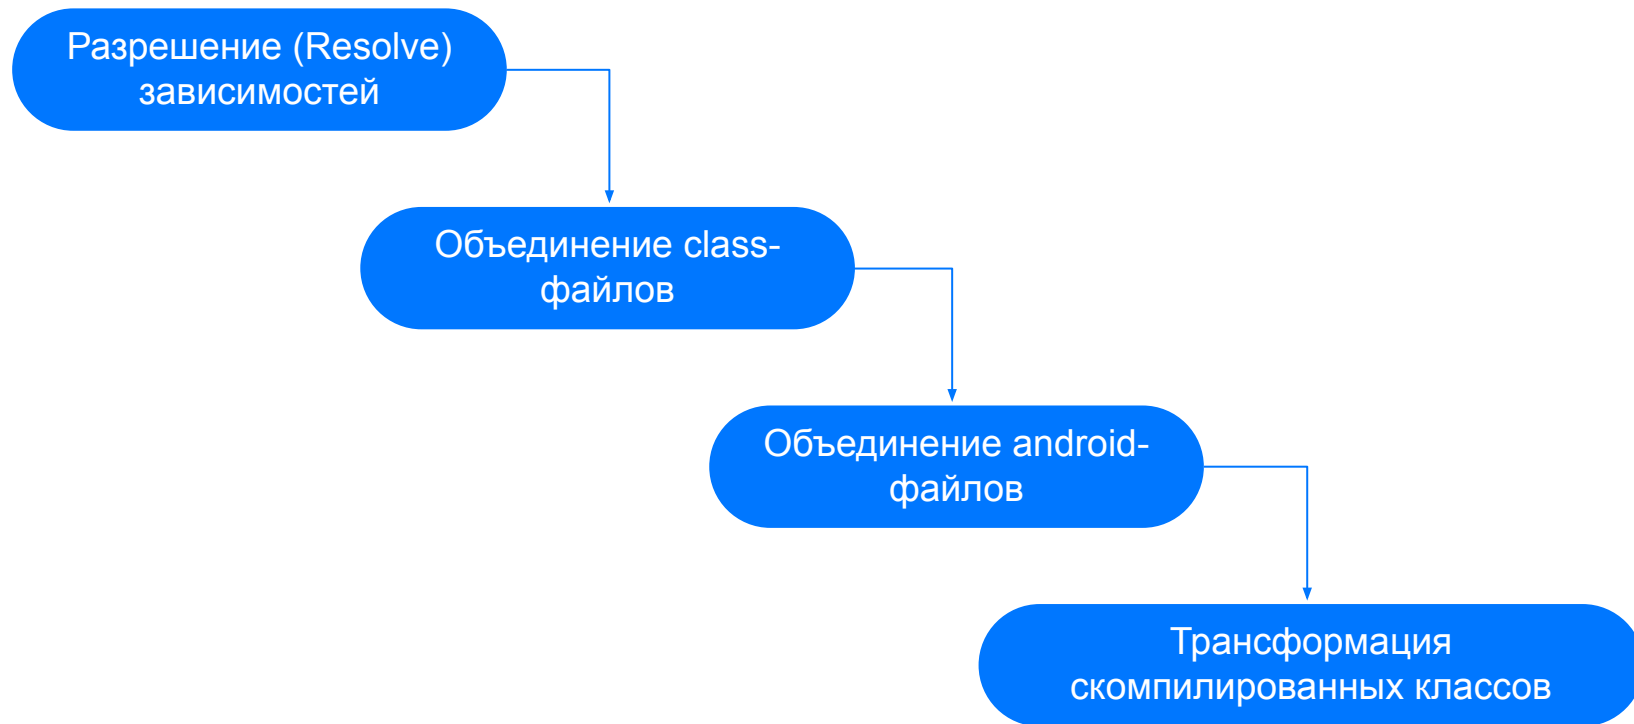 Разрешение (Resolve)
зависимостей
Объединение class-
файлов
Объединение android-
файлов
Трансформация
скомпилированных классов